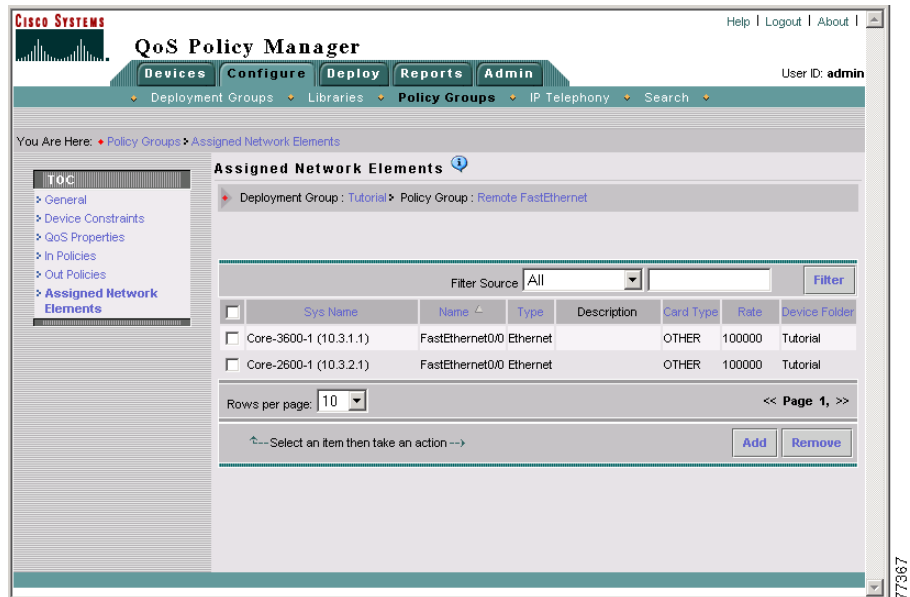 CISCO SYSTEMS
Help | Logout | About |
QoS Policy Manager
Devices Configure Deploy Reports Admin
User ID: admin
Deployment Groups Libraries Policy Groups IP Telephony Search
You Are Here: Policy Groups Assigned Network Elements
TOC
General
Device Constraints
QoS Properties
In Policies
Out Policies
Assigned Network
Elements
Assigned Network Elements
Deployment Group : Tutorial Policy Group : Remote FastEthernet
Filter Source All Filter
Sys Name Name Type Description Card Type Rate Device Folder
Core-3600-1 (10.3.1.1) FastEthernet0/0 Ethernet OTHER 100000 Tutorial
Core-2600-1 (10.3.2.1) FastEthernet0/0 Ethernet OTHER 100000 Tutorial
Rows per page: 10 << Page 1, >>
---Select an item then take an action ---> Add Remove
77367